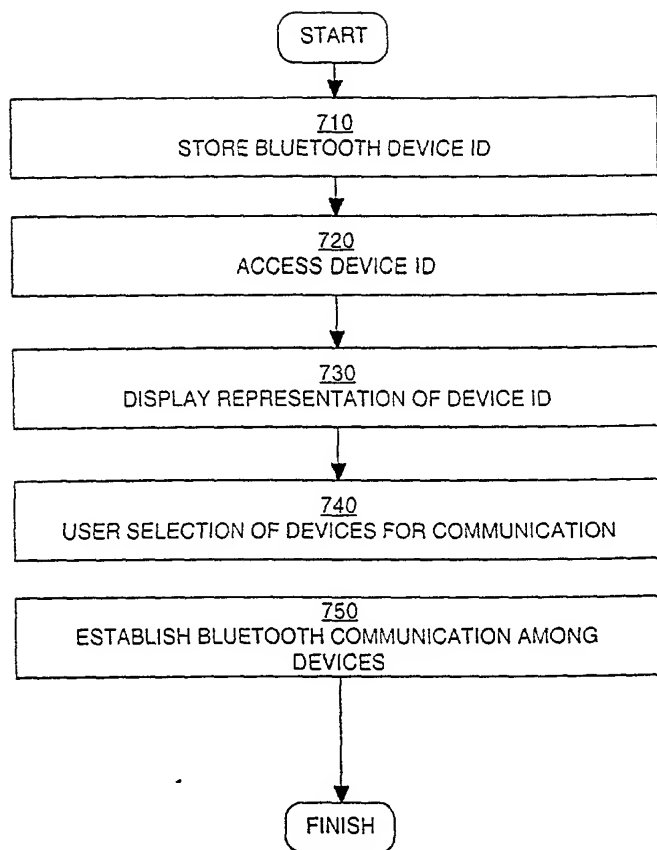 START
710
STORE BLUETOOTH DEVICE ID
720
ACCESS DEVICE ID
730
DISPLAY REPRESENTATION OF DEVICE ID
740
USER SELECTION OF DEVICES FOR COMMUNICATION
750
ESTABLISH BLUETOOTH COMMUNICATION AMONG
DEVICES
FINISH